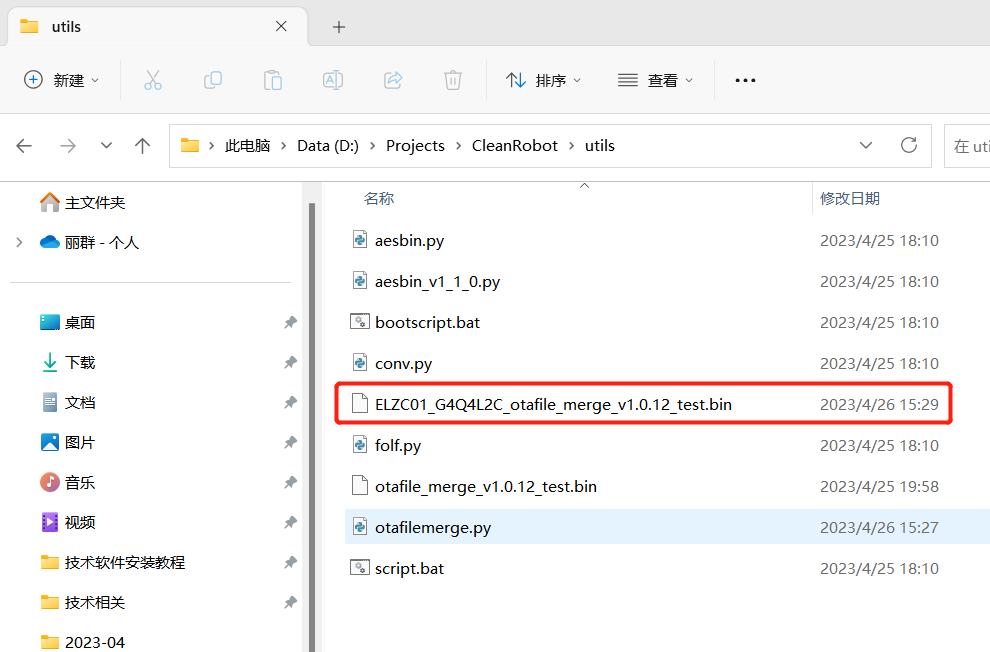 utils
新建
排序
查看
此电脑 Data (D:) Projects CleanRobot utils
在 uti
主文件夹
丽群 - 个人
桌面
下载
文档
图片
音乐
视频
技术软件安装教程
技术相关
2023-04
名称 修改日期
aesbin.py 2023/4/25 18:10
aesbin_v1_1_0.py 2023/4/25 18:10
bootscript.bat 2023/4/25 18:10
conv.py 2023/4/25 18:10
ELZC01_G4Q4L2C_otafile_merge_v1.0.12_test.bin 2023/4/26 15:29
folf.py 2023/4/25 18:10
otafile_merge_v1.0.12_test.bin 2023/4/25 19:58
otafilemerge.py 2023/4/26 15:27
script.bat 2023/4/25 18:10